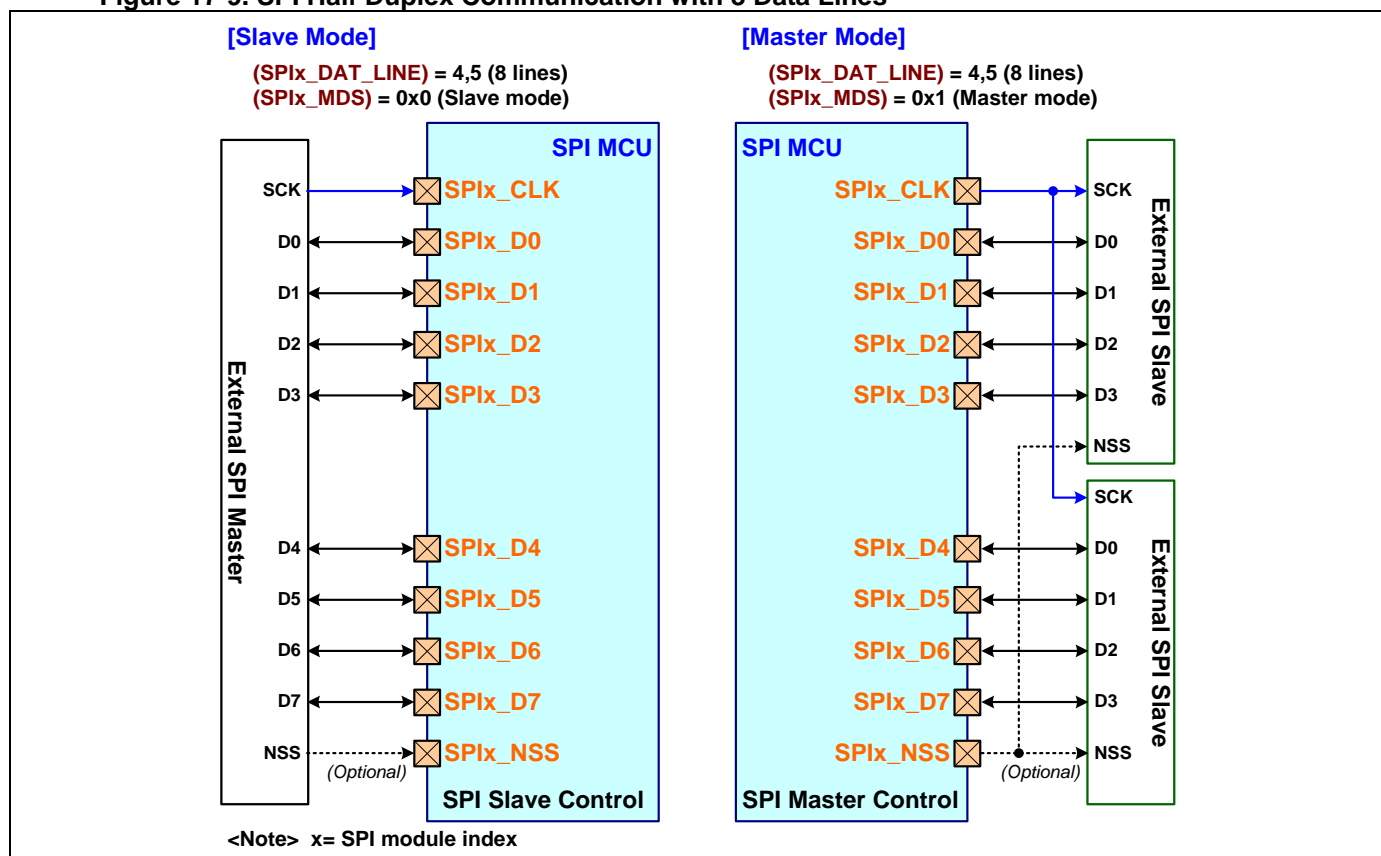 [Slave Mode]
(SPIx_DAT_LINE) = 4,5 (8 lines)
(SPIx_MDS) = 0x0 (Slave mode)
External SPI Master
SCK
D0
D1
D2
D3
D4
D5
D6
D7
NSS
(Optional)
SPI MCU
SPIx_CLK
SPIx_D0
SPIx_D1
SPIx_D2
SPIx_D3
SPIx_D4
SPIx_D5
SPIx_D6
SPIx_D7
SPIx_NSS
SPI Slave Control
[Master Mode]
(SPIx_DAT_LINE) = 4,5 (8 lines)
(SPIx_MDS) = 0x1 (Master mode)
SPI MCU
SPIx_CLK
SPIx_D0
SPIx_D1
SPIx_D2
SPIx_D3
SPIx_D4
SPIx_D5
SPIx_D6
SPIx_D7
SPIx_NSS
SPI Master Control
(Optional)
SCK
D0
D1
D2
D3
NSS
External SPI Slave
SCK
D0
D1
D2
D3
NSS
External SPI Slave
<Note> x= SPI module index